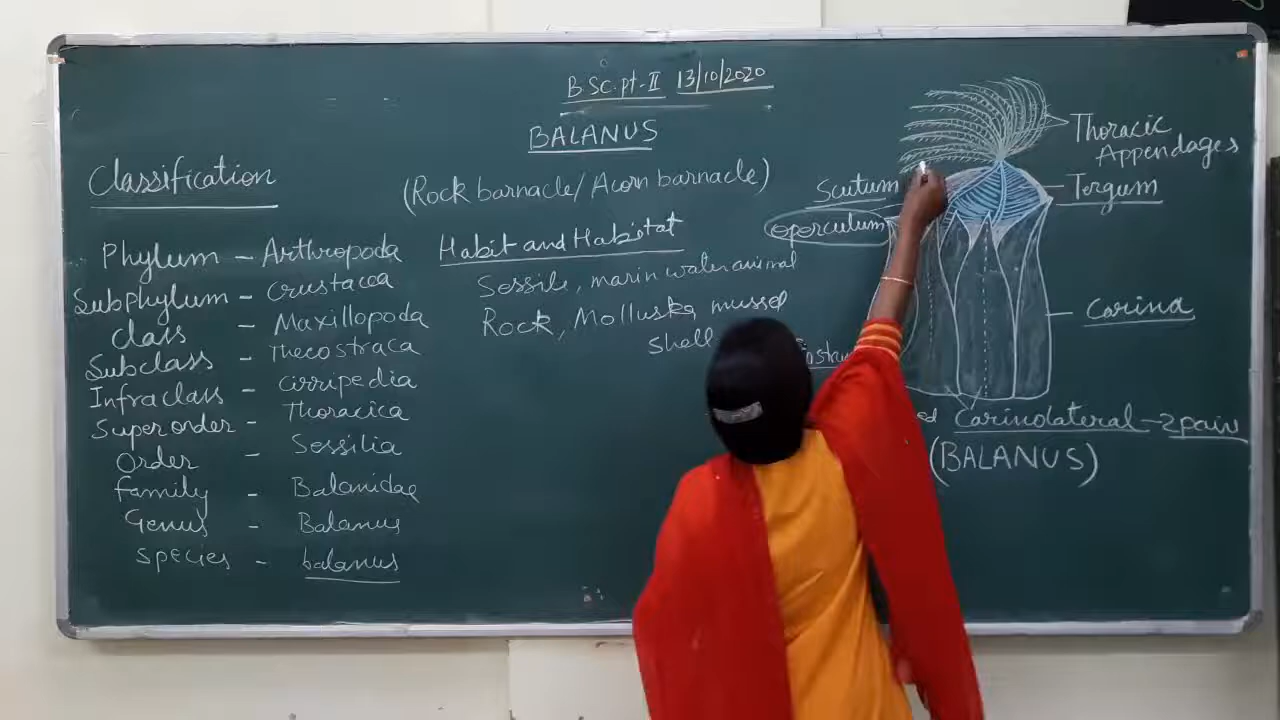 B.Sc.pt-II 13/10/2020
BALANUS
(Rock barnacle/Acorn barnacle)
Classification
Phylum - Arthropoda
Subphylum - Crustacea
Class - Maxillopoda
Subclass - Thecostraca
Infraclass - Cirripedia
Superorder - Thoracica
Order - Sessilia
family - Balanidae
Genus - Balanus
Species - balanus
Habit and Habitat
Sessile, marin water animal
Rock, Mollusks, mussel
shell
Thoracic
Appendages
Scutum
Tergum
operculum
Carina
Carinolateral - 2 pair
(BALANUS)